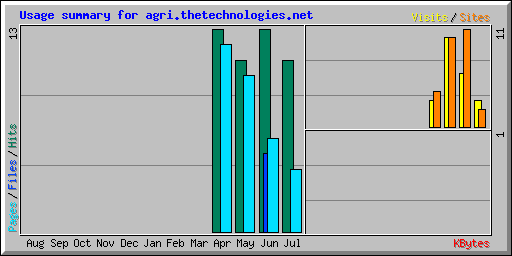 Usage summary for agri.thetechnologies.net
Visits/Sites
13
11
Pages/Files/Hits
1
Aug Sep Oct Nov Dec Jan Feb Mar Apr May Jun Jul
KBytes